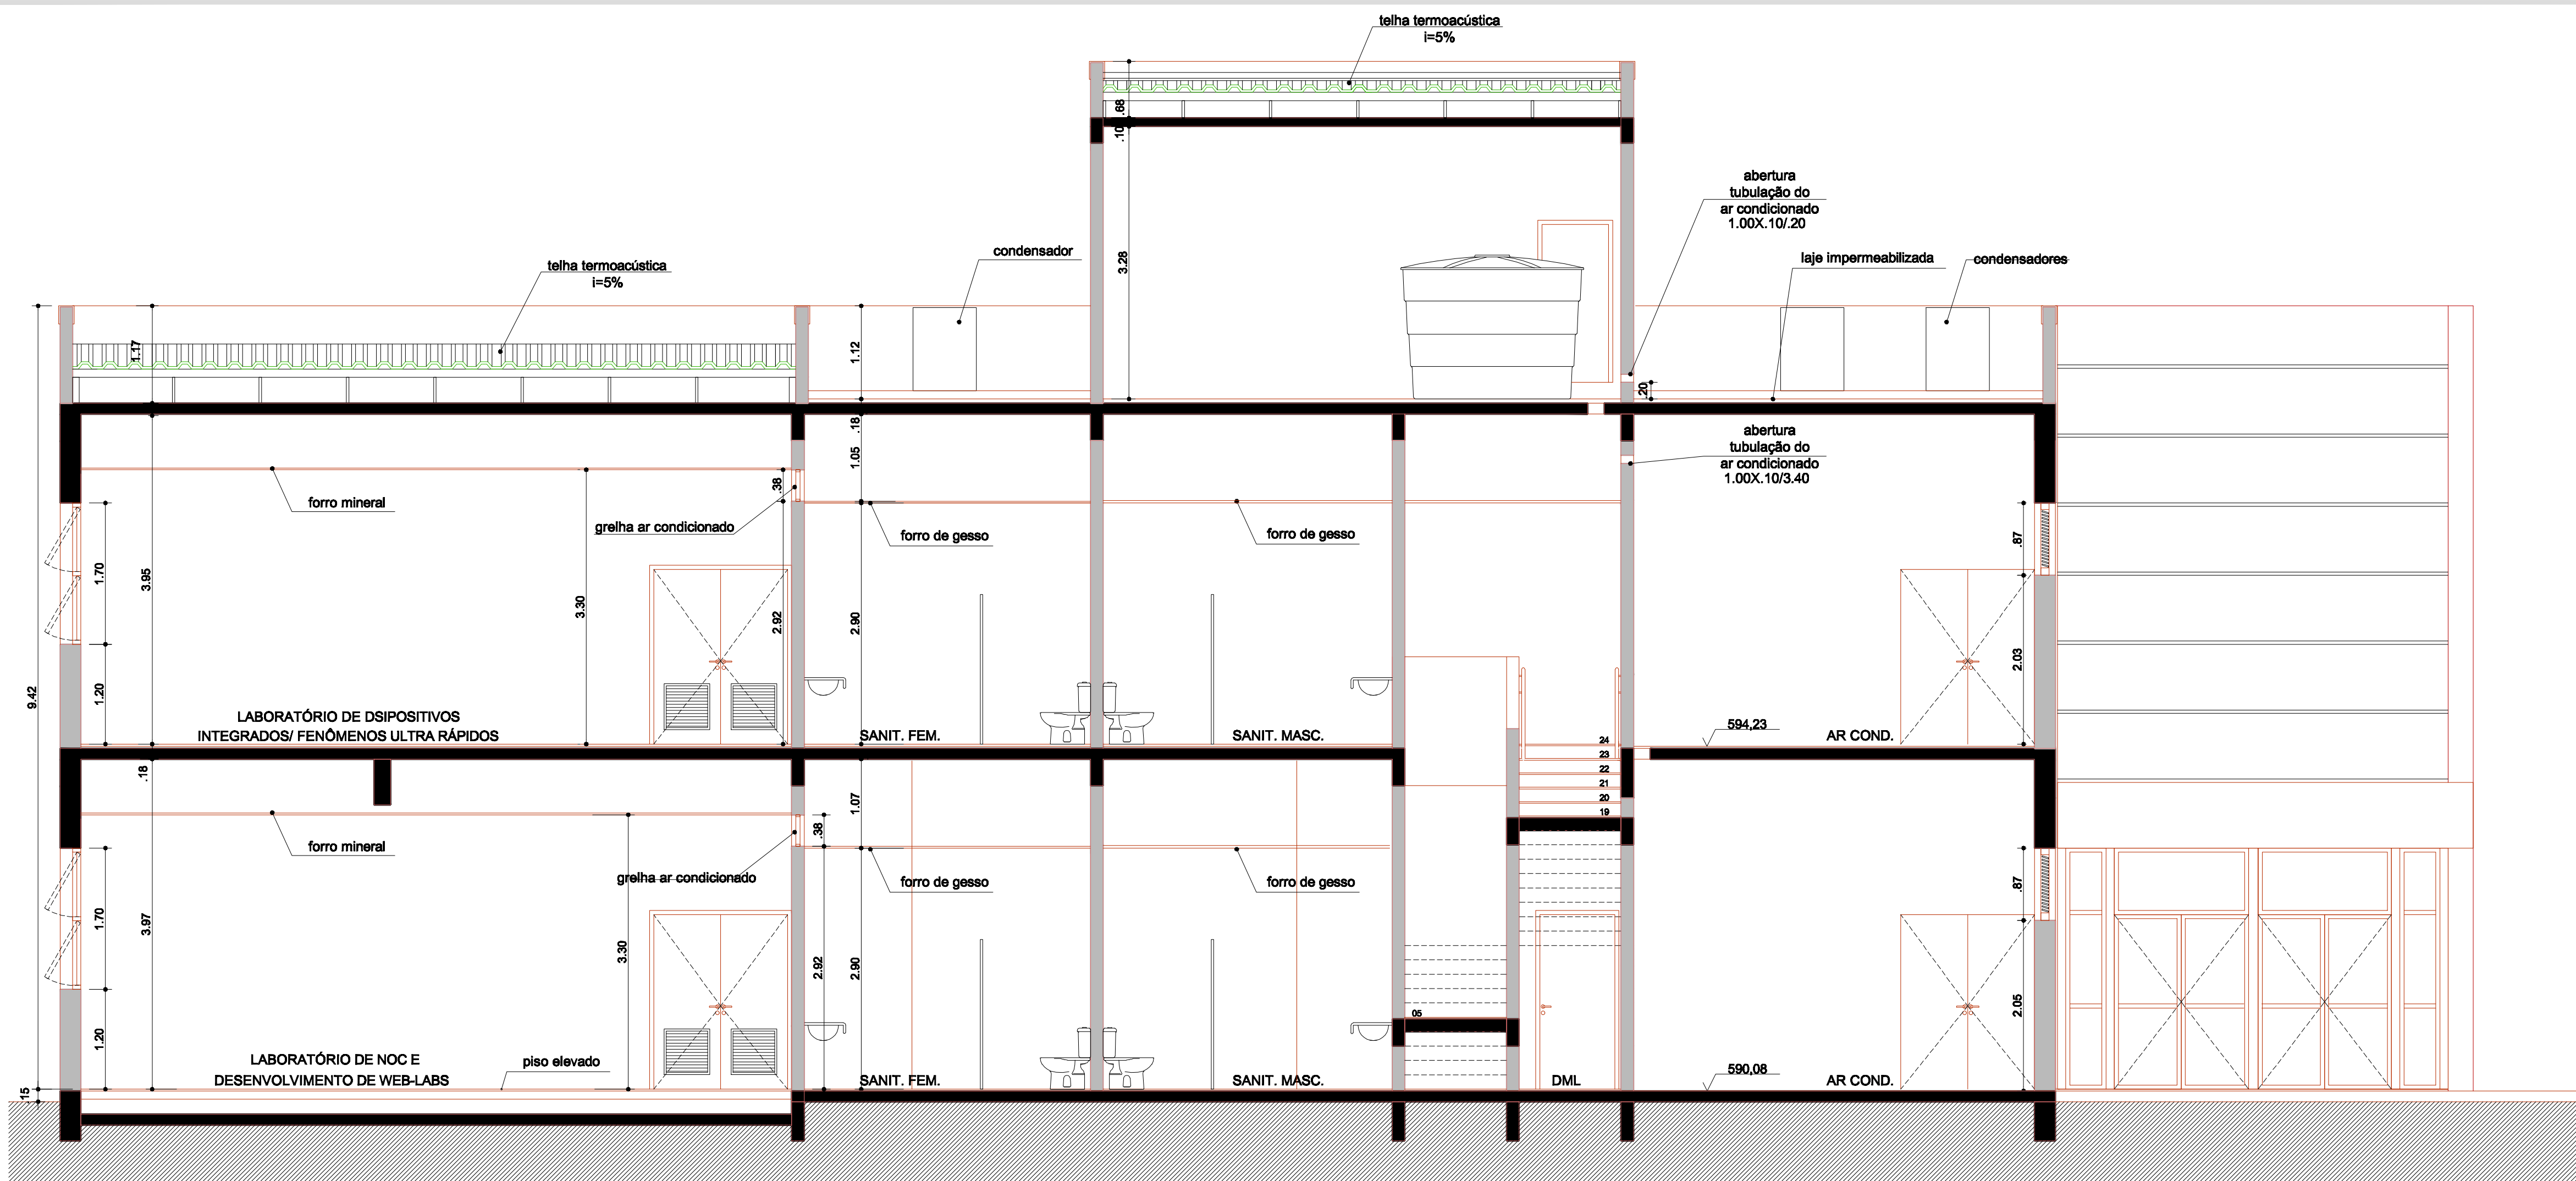 telha termoacústica
i=5%
.68
.10
abertura
tubulação do
ar condicionado
1.00X.10/.20
condensador
3.28
laje impermeabilizada
condensadores
telha termoacústica
i=5%
1.17
1.12
.20
.18
1.05
abertura
tubulação do
ar condicionado
1.00X.10/3.40
forro mineral
.38
grelha ar condicionado
forro de gesso
forro de gesso
.87
1.70
3.95
3.30
2.92
2.90
2.03
9.42
1.20
LABORATÓRIO DE DSIPOSITIVOS
INTEGRADOS/ FENÔMENOS ULTRA RÁPIDOS
SANIT. FEM.
SANIT. MASC.
24
23
22
21
20
19
594,23
AR COND.
.18
1.07
.38
forro mineral
grelha ar condicionado
forro de gesso
forro de gesso
.87
1.70
3.97
3.30
2.92
2.90
2.05
1.20
05
LABORATÓRIO DE NOC E
DESENVOLVIMENTO DE WEB-LABS
piso elevado
SANIT. FEM.
SANIT. MASC.
DML
590,08
AR COND.
.15